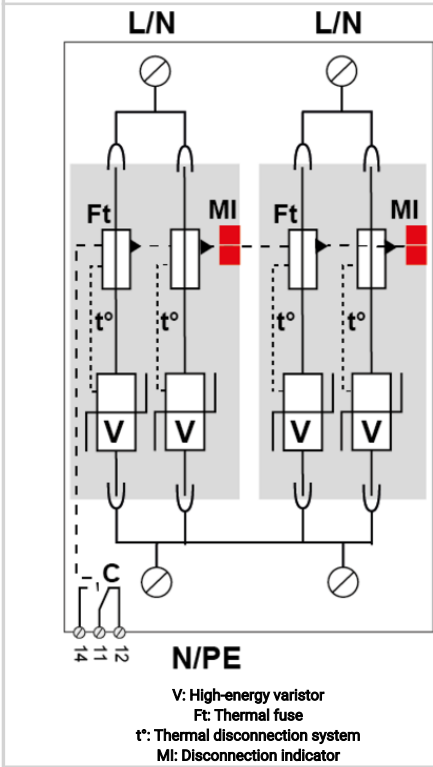 L/N L/N
Ft MI Ft MI
t° t° t° t°
V V V V
C
14 11 12
N/PE
V: High-energy varistor
Ft: Thermal fuse
t°: Thermal disconnection system
MI: Disconnection indicator